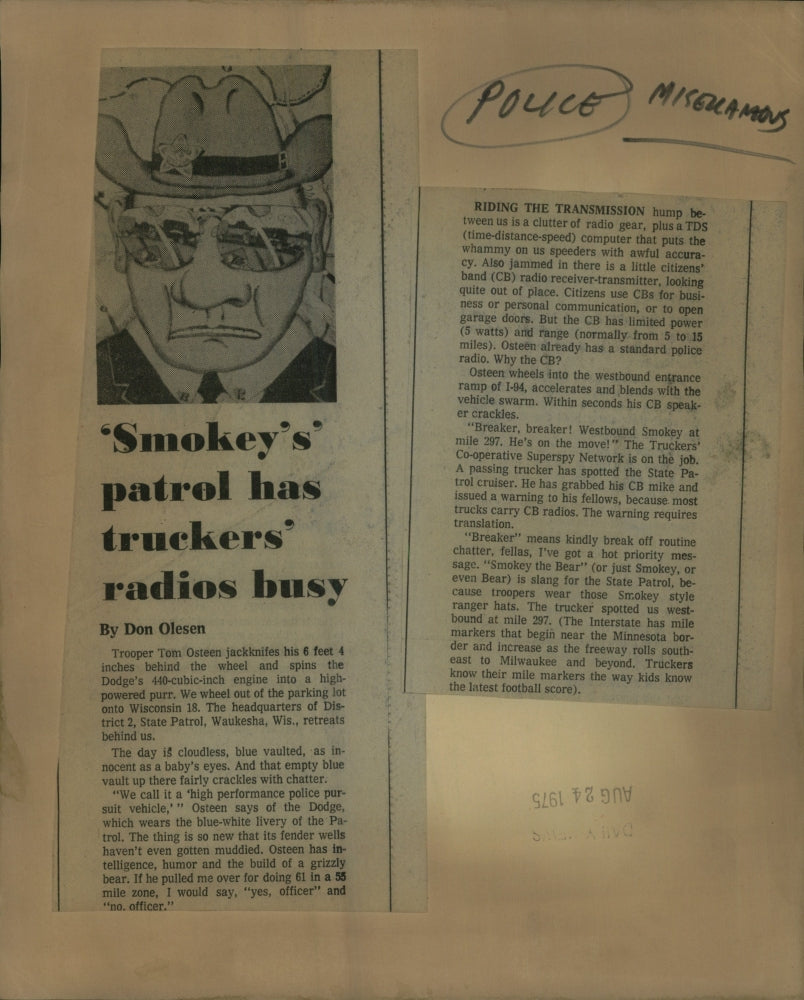 POLICE MISCELLANEOUS
'Smokey's'
patrol has
truckers'
radios busy
By Don Olesen
Trooper Tom Osteen jackknifes his 6 feet 4
inches behind the wheel and spins the
Dodge's 440-cubic-inch engine into a high-
powered purr. We wheel out of the parking lot
onto Wisconsin 18. The headquarters of Dis-
trict 2, State Patrol, Waukesha, Wis., retreats
behind us.
The day is cloudless, blue vaulted, as in-
nocent as a baby's eyes. And that empty blue
vault up there fairly crackles with chatter.
"We call it a 'high performance police pur-
suit vehicle,' " Osteen says of the Dodge,
which wears the blue-white livery of the Pa-
trol. The thing is so new that its fender wells
haven't even gotten muddied. Osteen has in-
telligence, humor and the build of a grizzly
bear. If he pulled me over for doing 61 in a 55
mile zone, I would say, "yes, officer" and
"no, officer."
RIDING THE TRANSMISSION hump be-
tween us is a clutter of radio gear, plus a TDS
(time-distance-speed) computer that puts the
whammy on us speeders with awful accura-
cy. Also jammed in there is a little citizens'
band (CB) radio receiver-transmitter, looking
quite out of place. Citizens use CBs for busi-
ness or personal communication, or to open
garage doors. But the CB has limited power
(5 watts) and range (normally from 5 to 15
miles). Osteen already has a standard police
radio. Why the CB?
Osteen wheels into the westbound entrance
ramp of I-94, accelerates and blends with the
vehicle swarm. Within seconds his CB speak-
er crackles.
"Breaker, breaker! Westbound Smokey at
mile 297. He's on the move!" The Truckers'
Co-operative Superspy Network is on the job.
A passing trucker has spotted the State Pa-
trol cruiser. He has grabbed his CB mike and
issued a warning to his fellows, because most
trucks carry CB radios. The warning requires
translation.
"Breaker" means kindly break off routine
chatter, fellas, I've got a hot priority mes-
sage. "Smokey the Bear" (or just Smokey, or
even Bear) is slang for the State Patrol, be-
cause troopers wear those Smokey style
ranger hats. The trucker spotted us west-
bound at mile 297. (The Interstate has mile
markers that begin near the Minnesota bor-
der and increase as the freeway rolls south-
east to Milwaukee and beyond. Truckers
know their mile markers the way kids know
the latest football score).
AUG 24 1975
DAILY NEWS